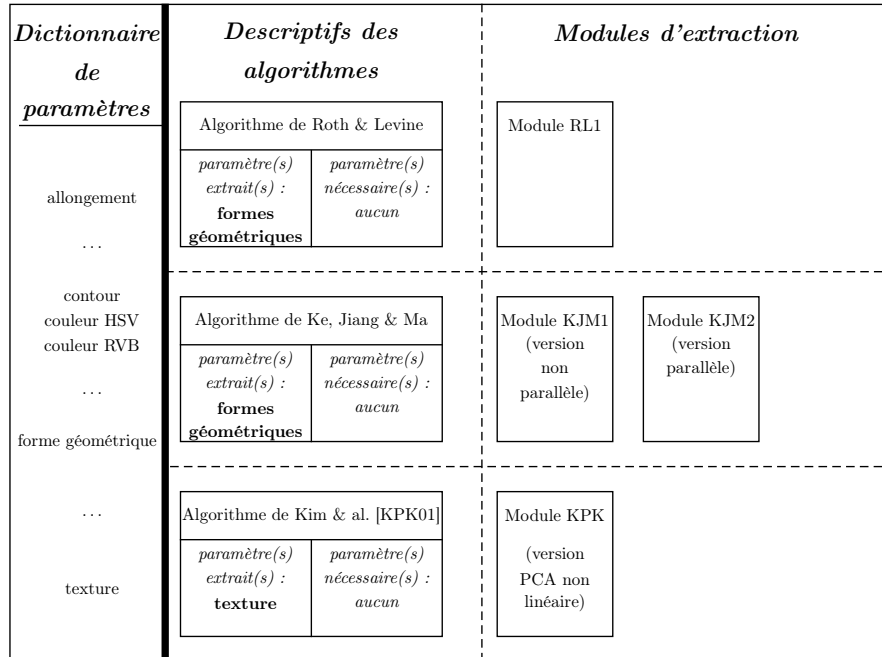 Dictionnaire
de
paramètres
allongement
. . .
contour
couleur HSV
couleur RVB
. . .
forme géométrique
. . .
texture
Descriptifs des
algorithmes
Algorithme de Roth & Levine
paramètre(s)
extrait(s) :
formes
géométriques
paramètre(s)
nécessaire(s) :
aucun
Algorithme de Ke, Jiang & Ma
paramètre(s)
extrait(s) :
formes
géométriques
paramètre(s)
nécessaire(s) :
aucun
Algorithme de Kim & al. [KPK01]
paramètre(s)
extrait(s) :
texture
paramètre(s)
nécessaire(s) :
aucun
Modules d'extraction
Module RL1
Module KJM1
(version
non
parallèle)
Module KJM2
(version
parallèle)
Module KPK
(version
PCA non
linéaire)